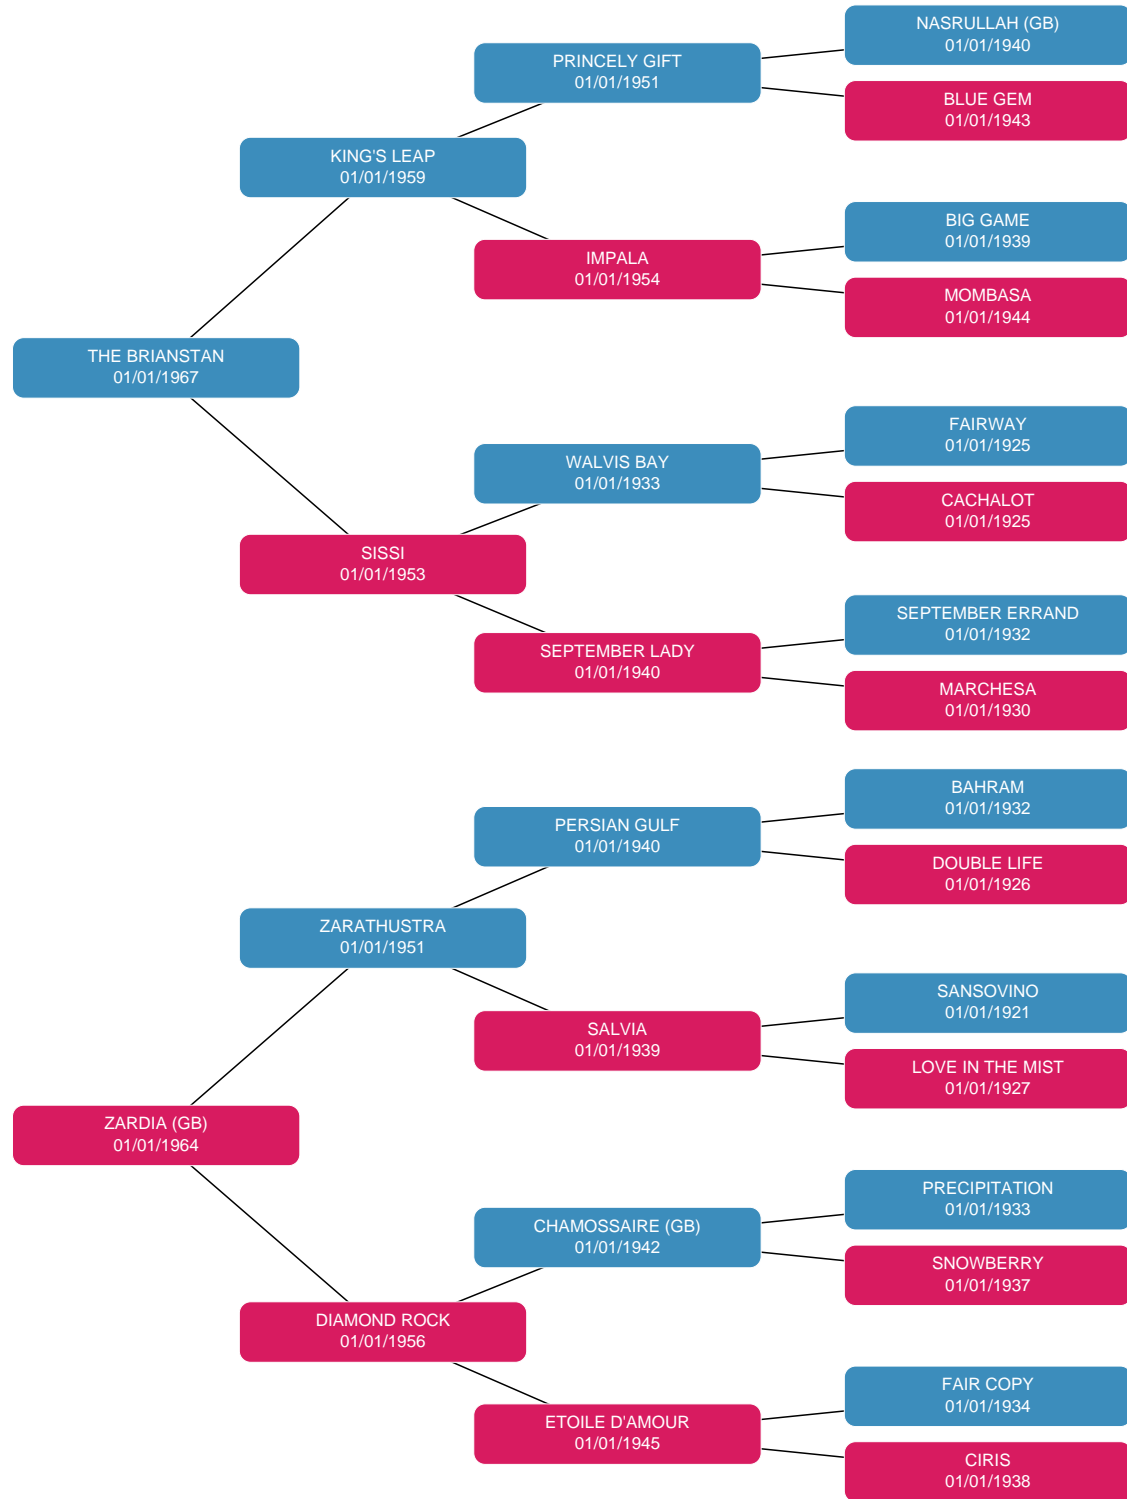 NASRULLAH (GB)
01/01/1940
PRINCELY GIFT
01/01/1951
BLUE GEM
01/01/1943
KING'S LEAP
01/01/1959
BIG GAME
01/01/1939
IMPALA
01/01/1954
MOMBASA
01/01/1944
THE BRIANSTAN
01/01/1967
FAIRWAY
01/01/1925
WALVIS BAY
01/01/1933
CACHALOT
01/01/1925
SISSI
01/01/1953
SEPTEMBER ERRAND
01/01/1932
SEPTEMBER LADY
01/01/1940
MARCHESA
01/01/1930
BAHRAM
01/01/1932
PERSIAN GULF
01/01/1940
DOUBLE LIFE
01/01/1926
ZARATHUSTRA
01/01/1951
SANSOVINO
01/01/1921
SALVIA
01/01/1939
LOVE IN THE MIST
01/01/1927
ZARDIA (GB)
01/01/1964
PRECIPITATION
01/01/1933
CHAMOSSAIRE (GB)
01/01/1942
SNOWBERRY
01/01/1937
DIAMOND ROCK
01/01/1956
FAIR COPY
01/01/1934
ETOILE D'AMOUR
01/01/1945
CIRIS
01/01/1938